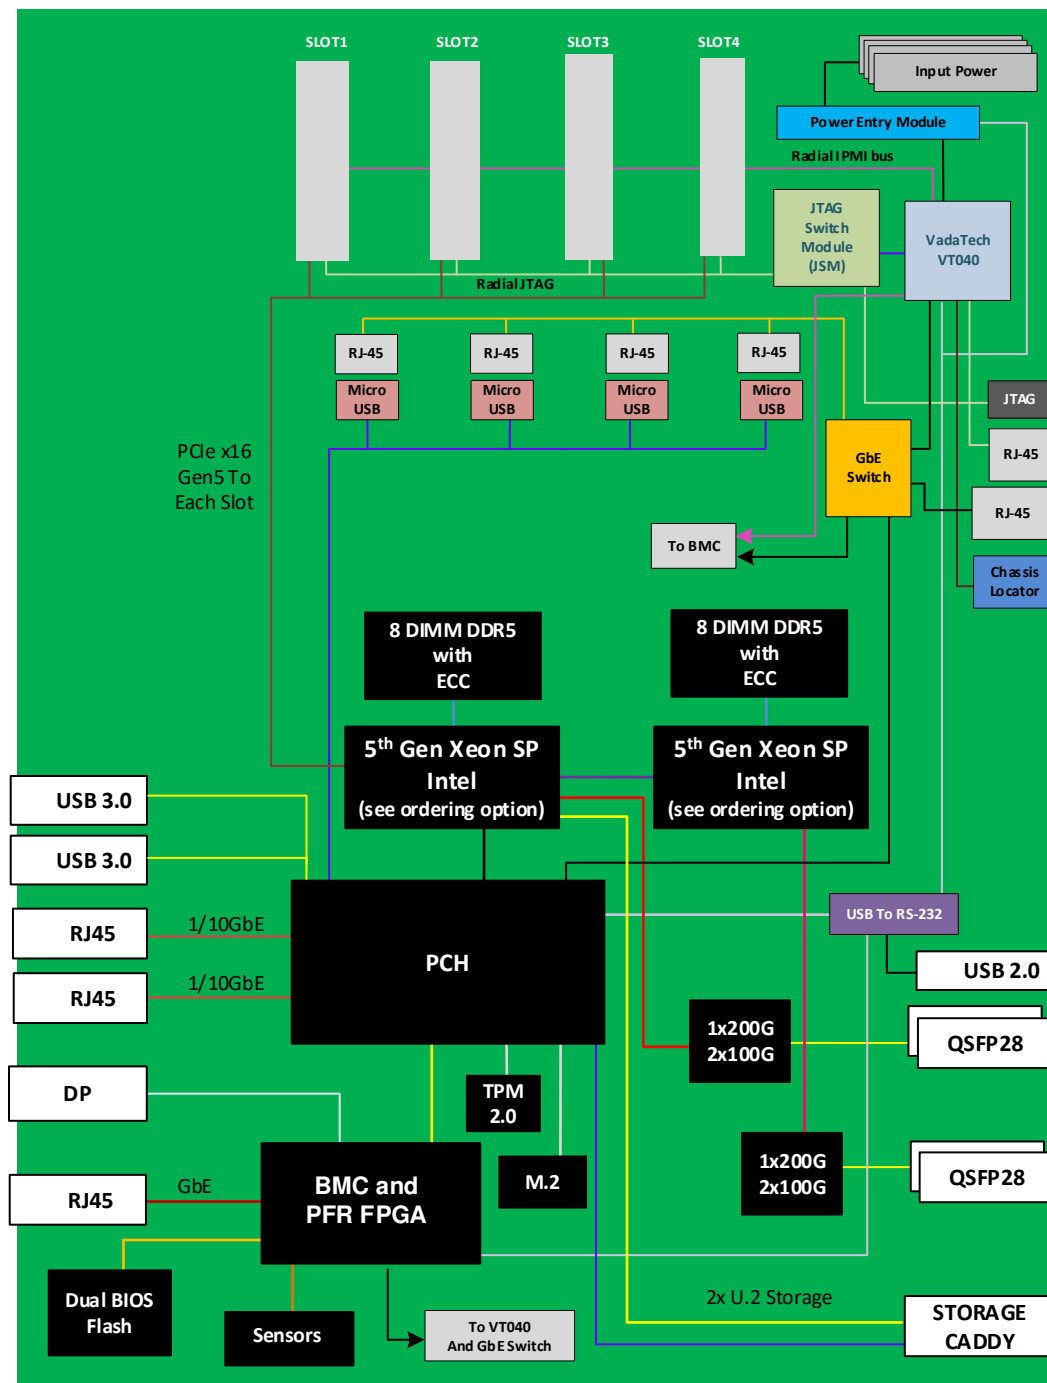 SLOT1
SLOT2
SLOT3
SLOT4
Input Power
Power Entry Module
Radial IPMI bus
JTAG
Switch
Module
(JSM)
VadaTech
VT040
Radial JTAG
RJ-45
RJ-45
RJ-45
RJ-45
Micro
USB
Micro
USB
Micro
USB
Micro
USB
JTAG
GbE
Switch
RJ-45
RJ-45
PCIe x16
Gen5 To
Each Slot
To BMC
Chassis
Locator
8 DIMM DDR5
with
ECC
8 DIMM DDR5
with
ECC
5th Gen Xeon SP
Intel
(see ordering option)
5th Gen Xeon SP
Intel
(see ordering option)
USB 3.0
USB 3.0
RJ45
1/10GbE
RJ45
1/10GbE
PCH
USB To RS-232
USB 2.0
1x200G
2x100G
QSFP28
DP
TPM
2.0
1x200G
2x100G
QSFP28
M.2
RJ45
GbE
BMC and
PFR FPGA
Dual BIOS
Flash
Sensors
To VT040
And GbE Switch
2x U.2 Storage
STORAGE
CADDY